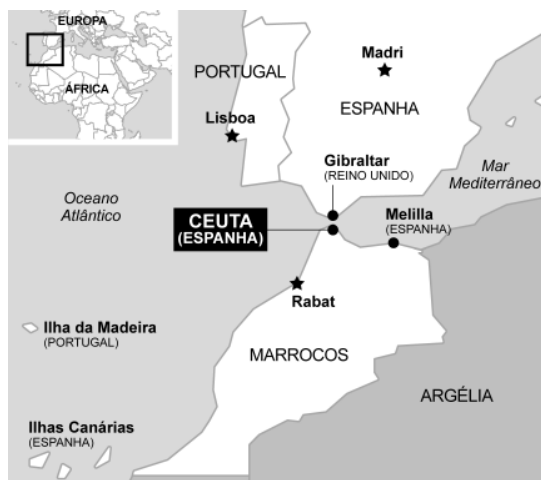 EUROPA
ÁFRICA
Madri
PORTUGAL
ESPANHA
Lisboa
Gibraltar
(REINO UNIDO)
Mar
Mediterrâneo
Oceano
Atlântico
CEUTA
(ESPANHA)
Melilla
(ESPANHA)
Rabat
Ilha da Madeira
(PORTUGAL)
MARROCOS
ARGÉLIA
Ilhas Canárias
(ESPANHA)